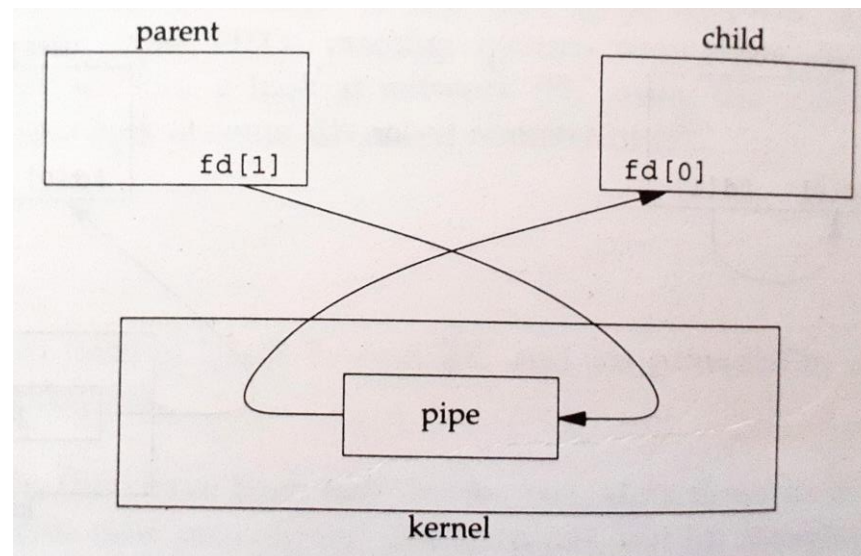 parent
child
fd[1]
fd[0]
pipe
kernel